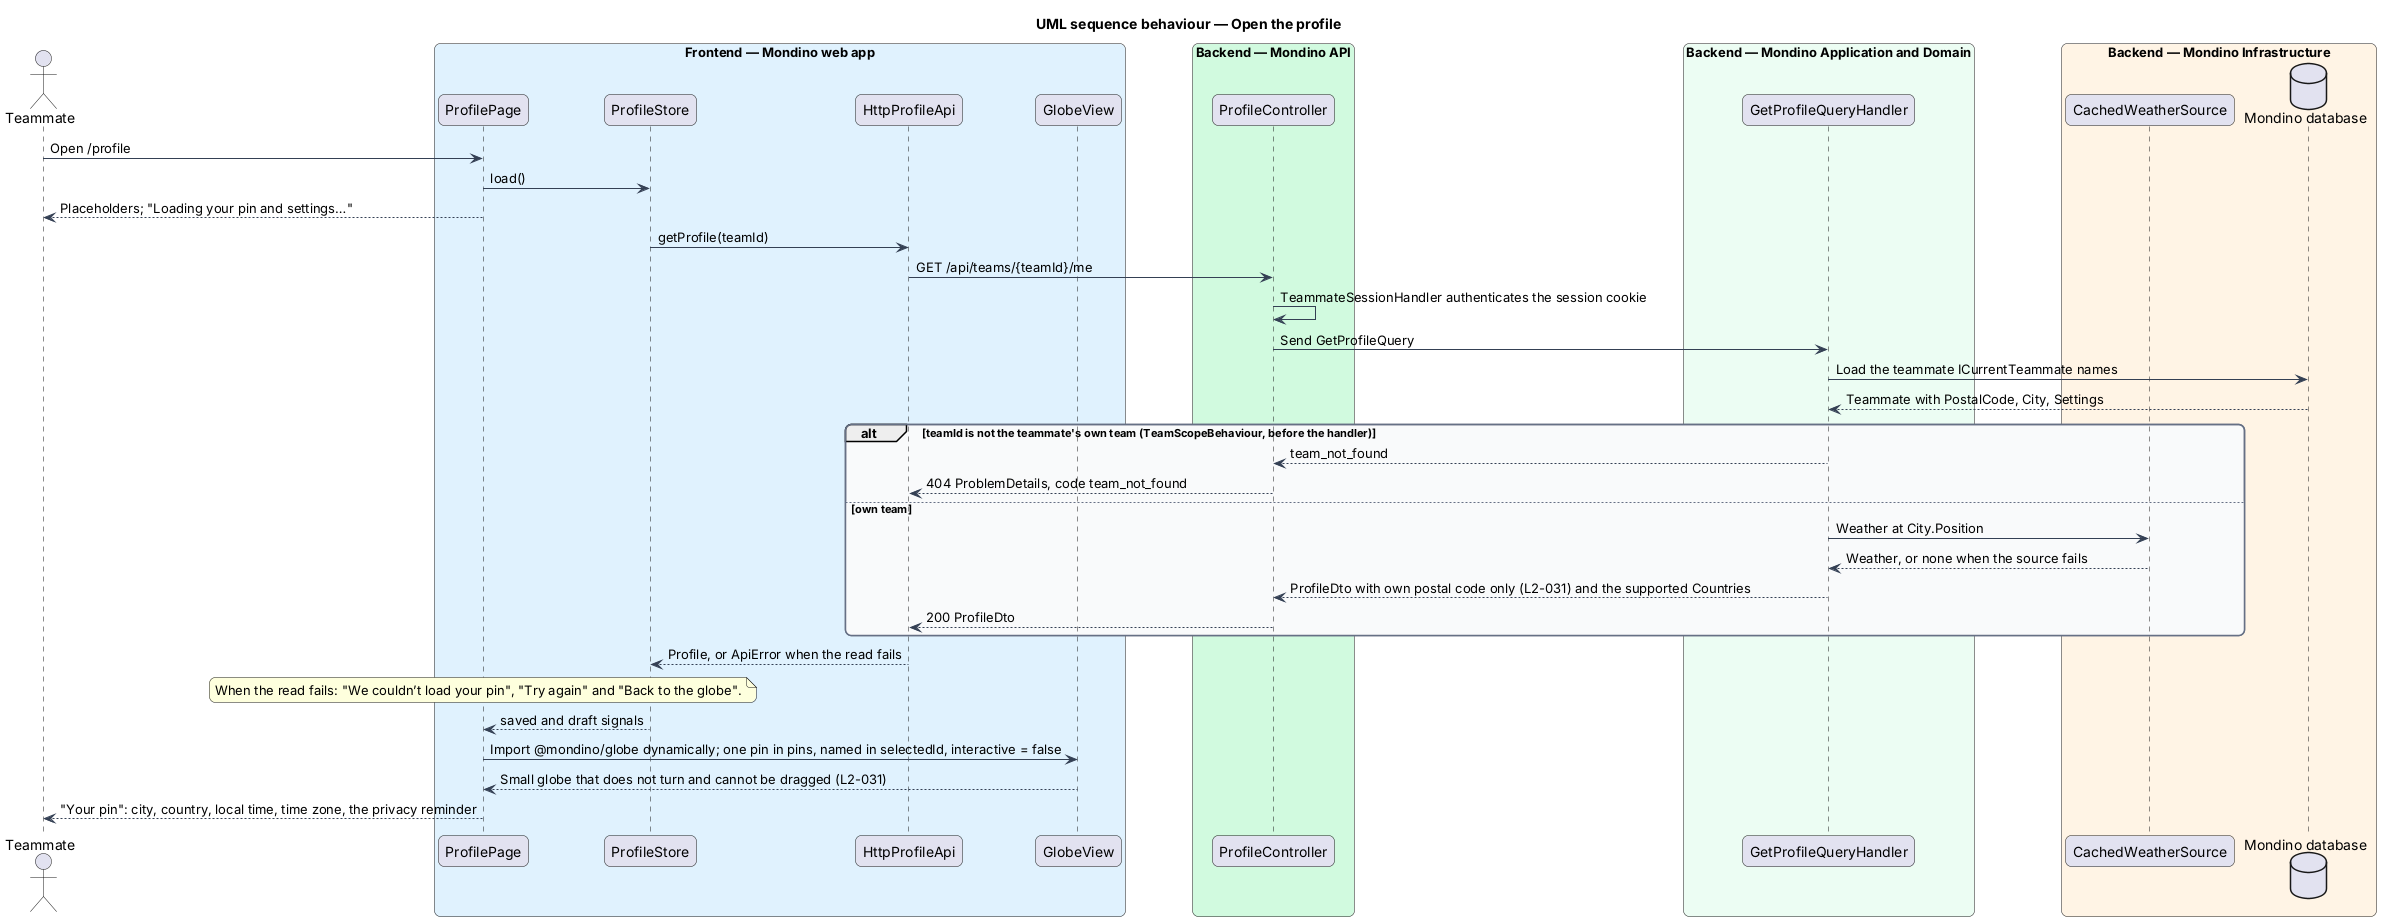 UML sequence behaviour — Open the profile
Frontend — Mondino web app
Backend — Mondino API
Backend — Mondino Application and Domain
Backend — Mondino Infrastructure
Teammate
ProfilePage
ProfileStore
HttpProfileApi
GlobeView
ProfileController
GetProfileQueryHandler
CachedWeatherSource
Mondino database
Open /profile
load()
Placeholders; "Loading your pin and settings…"
getProfile(teamId)
GET /api/teams/{teamId}/me
TeammateSessionHandler authenticates the session cookie
Send GetProfileQuery
Load the teammate ICurrentTeammate names
Teammate with PostalCode, City, Settings
alt
[teamId is not the teammate's own team (TeamScopeBehaviour, before the handler)]
team_not_found
404 ProblemDetails, code team_not_found
[own team]
Weather at City.Position
Weather, or none when the source fails
ProfileDto with own postal code only (L2-031) and the supported Countries
200 ProfileDto
Profile, or ApiError when the read fails
When the read fails: "We couldn’t load your pin", "Try again" and "Back to the globe".
saved and draft signals
Import @mondino/globe dynamically; one pin in pins, named in selectedId, interactive = false
Small globe that does not turn and cannot be dragged (L2-031)
"Your pin": city, country, local time, time zone, the privacy reminder
Teammate
ProfilePage
ProfileStore
HttpProfileApi
GlobeView
ProfileController
GetProfileQueryHandler
CachedWeatherSource
Mondino database